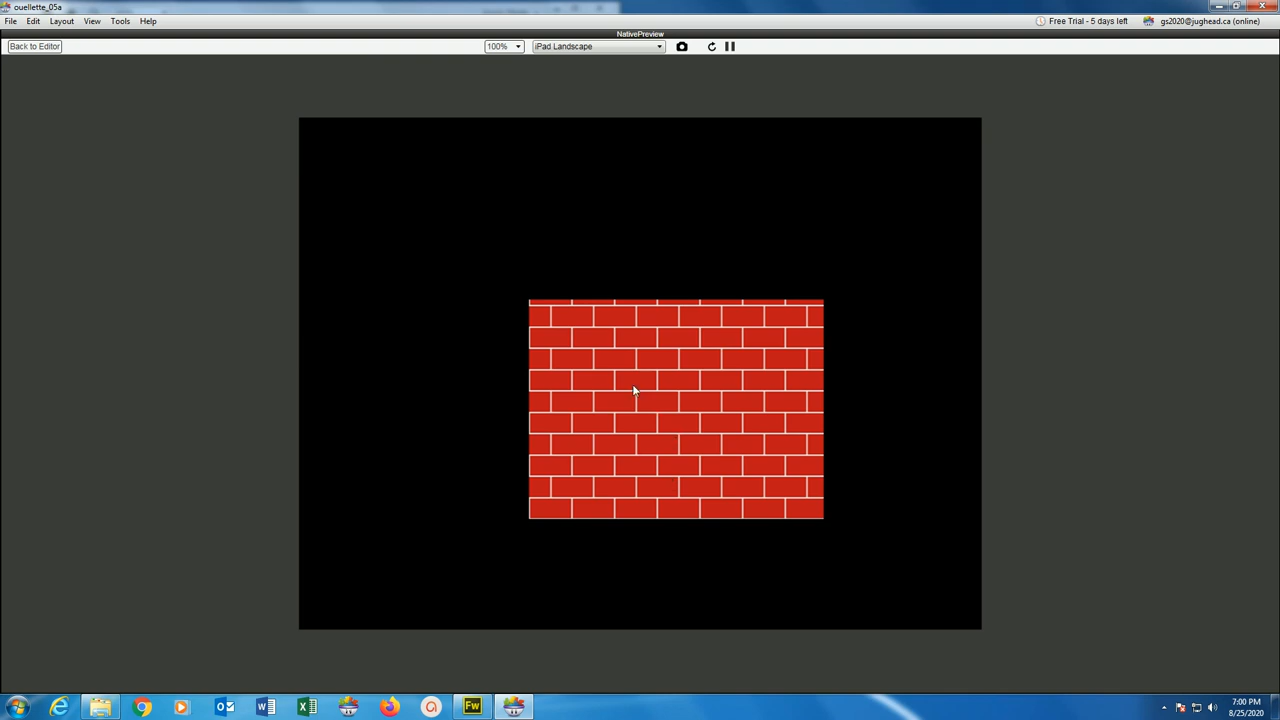 ouellette_05a
File Edit Layout View Tools Help
Free Trial - 5 days left gs2020@jughead.ca (online)
NativePreview
Back to Editor 100% iPad Landscape
Fw
7:00 PM
8/25/2020